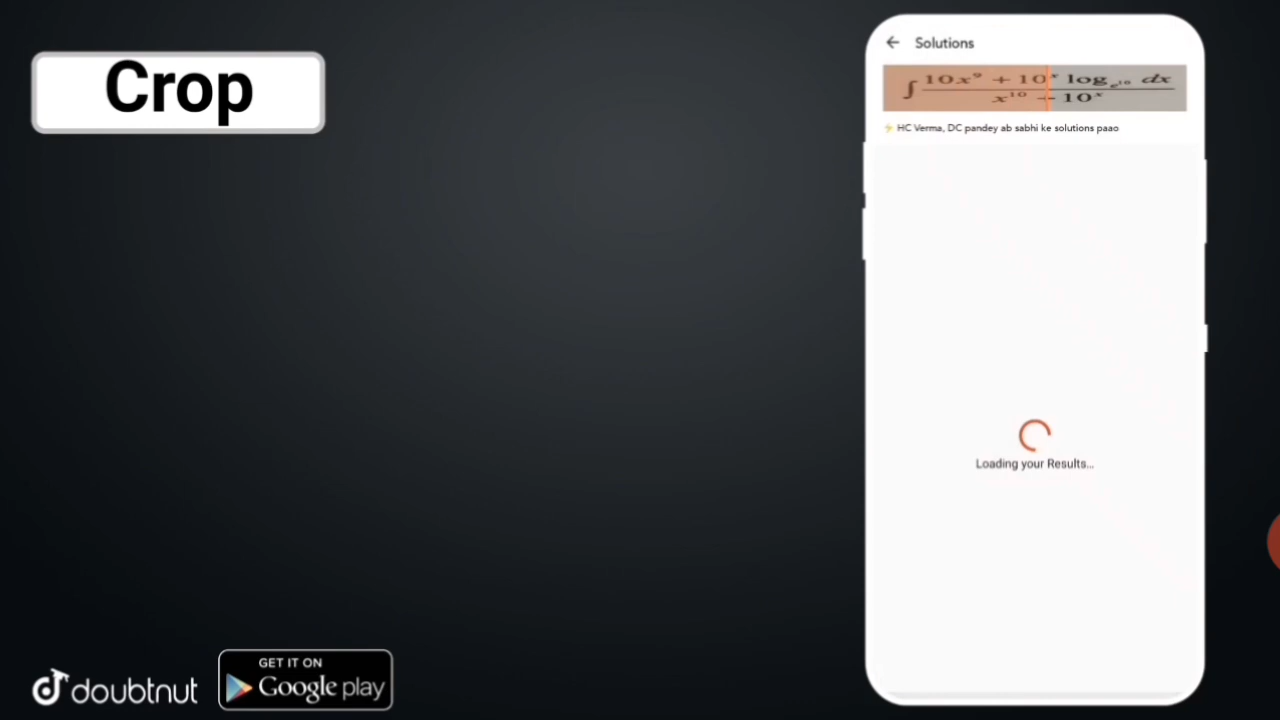 Crop
Solutions
∫ 10x⁹ + 10ˣ logₑ¹⁰ dx
x¹⁰ + 10ˣ
⚡ HC Verma, DC pandey ab sabhi ke solutions paao
Loading your Results...
doubtnut
GET IT ON
Google play